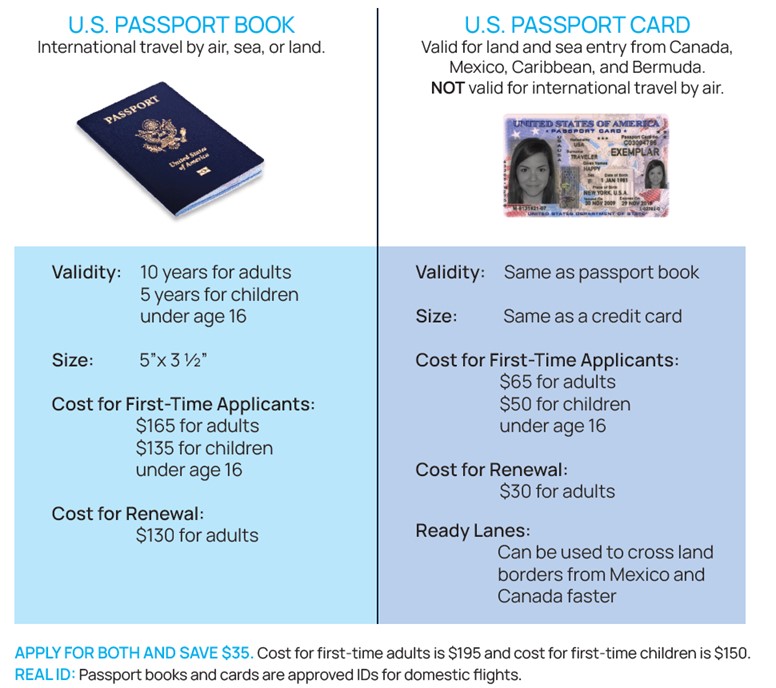 U.S. PASSPORT BOOK
International travel by air, sea, or land.
PASSPORT
United States
of America
Validity: 10 years for adults
5 years for children
under age 16
Size: 5”x 3 ½”
Cost for First-Time Applicants:
$165 for adults
$135 for children
under age 16
Cost for Renewal:
$130 for adults
U.S. PASSPORT CARD
Valid for land and sea entry from Canada,
Mexico, Caribbean, and Bermuda.
NOT valid for international travel by air.
UNITED STATES OF AMERICA
PASSPORT CARD
USA
TRAVELER
EXEMPLAR
HAPPY
1 JAN 1981
NEW YORK, U.S.A.
UNITED STATES DEPARTMENT OF STATE
Validity: Same as passport book
Size: Same as a credit card
Cost for First-Time Applicants:
$65 for adults
$50 for children
under age 16
Cost for Renewal:
$30 for adults
Ready Lanes:
Can be used to cross land
borders from Mexico and
Canada faster
APPLY FOR BOTH AND SAVE $35. Cost for first-time adults is $195 and cost for first-time children is $150.
REAL ID: Passport books and cards are approved IDs for domestic flights.